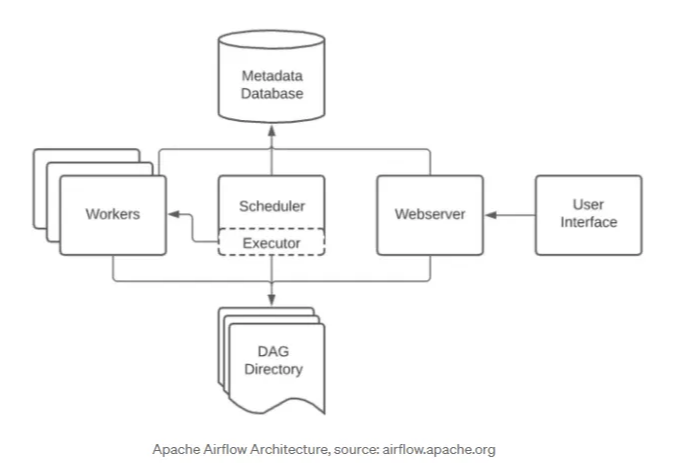 Metadata
Database
Workers
Scheduler
Executor
Webserver
User
Interface
DAG
Directory
Apache Airflow Architecture, source: airflow.apache.org